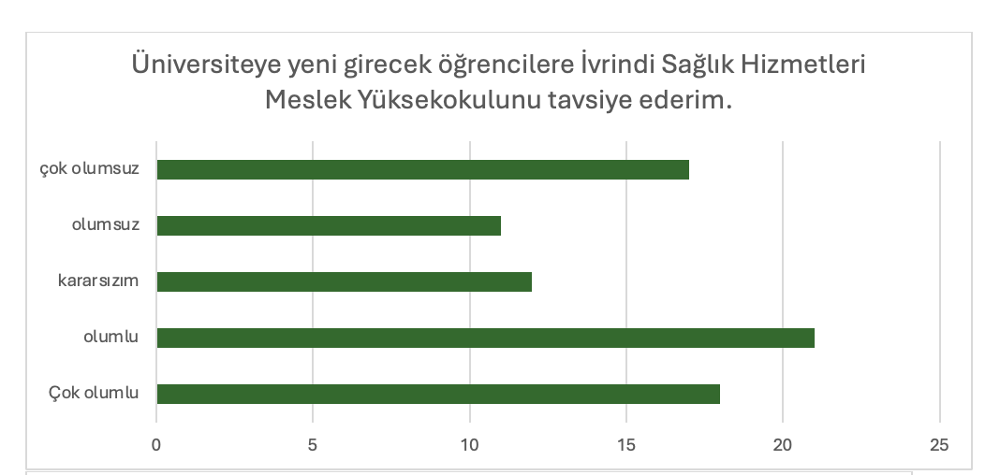 Üniversiteye yeni girecek öğrencilere İvrindi Sağlık Hizmetleri
Meslek Yüksekokulunu tavsiye ederim.
çok olumsuz
olumsuz
kararsızım
olumlu
Çok olumlu
0 5 10 15 20 25